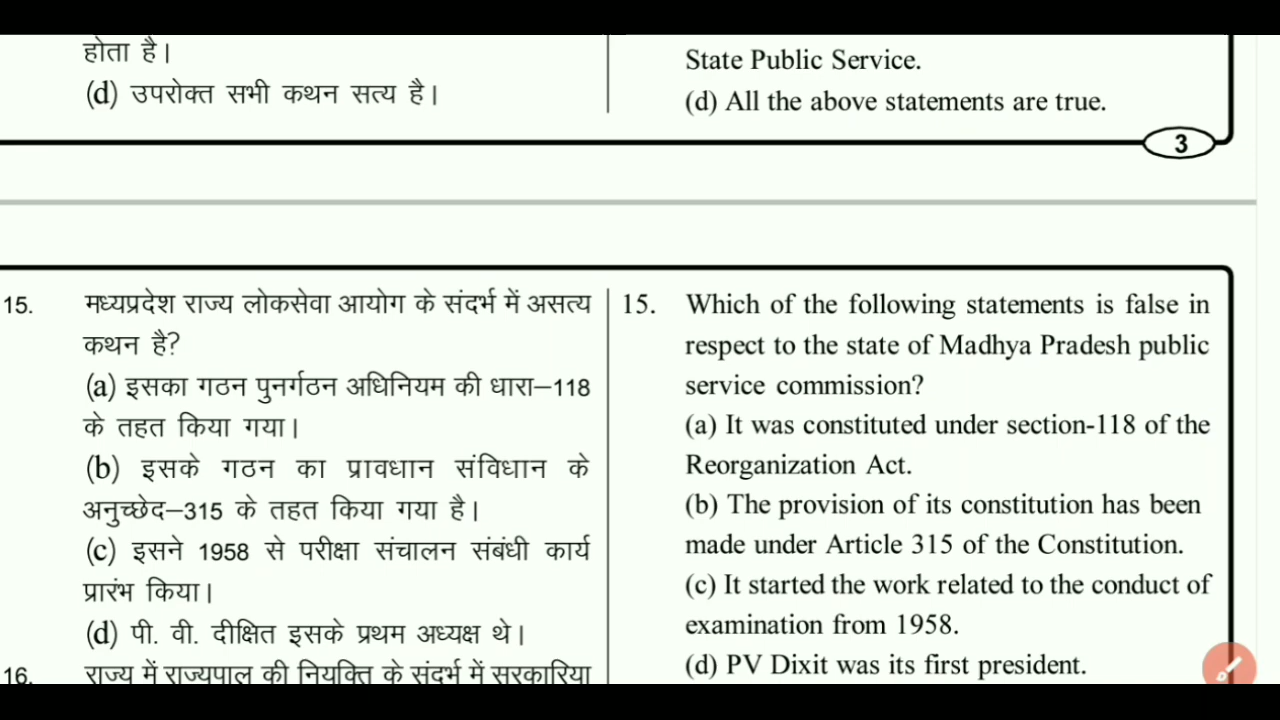 होता है।
(d) उपरोक्त सभी कथन सत्य है।
State Public Service.
(d) All the above statements are true.
3
15. मध्यप्रदेश राज्य लोकसेवा आयोग के संदर्भ में असत्य
कथन है?
(a) इसका गठन पुनर्गठन अधिनियम की धारा–118
के तहत किया गया।
(b) इसके गठन का प्रावधान संविधान के
अनुच्छेद–315 के तहत किया गया है।
(c) इसने 1958 से परीक्षा संचालन संबंधी कार्य
प्रारंभ किया।
(d) पी. वी. दीक्षित इसके प्रथम अध्यक्ष थे।
16. राज्य में राज्यपाल की नियुक्ति के संदर्भ में सरकारिया
15. Which of the following statements is false in
respect to the state of Madhya Pradesh public
service commission?
(a) It was constituted under section-118 of the
Reorganization Act.
(b) The provision of its constitution has been
made under Article 315 of the Constitution.
(c) It started the work related to the conduct of
examination from 1958.
(d) PV Dixit was its first president.